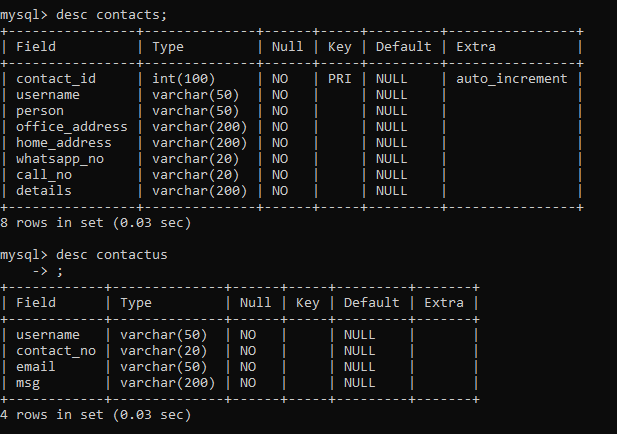 mysql> desc contacts;
+----------------+--------------+------+-----+---------+----------------+
| Field          | Type         | Null | Key | Default | Extra          |
+----------------+--------------+------+-----+---------+----------------+
| contact_id     | int(100)     | NO   | PRI | NULL    | auto_increment |
| username       | varchar(50)  | NO   |     | NULL    |                |
| person         | varchar(50)  | NO   |     | NULL    |                |
| office_address | varchar(200) | NO   |     | NULL    |                |
| home_address   | varchar(200) | NO   |     | NULL    |                |
| whatsapp_no    | varchar(20)  | NO   |     | NULL    |                |
| call_no        | varchar(20)  | NO   |     | NULL    |                |
| details        | varchar(200) | NO   |     | NULL    |                |
+----------------+--------------+------+-----+---------+----------------+
8 rows in set (0.03 sec)

mysql> desc contactus
    -> ;
+------------+--------------+------+-----+---------+-------+
| Field      | Type         | Null | Key | Default | Extra |
+------------+--------------+------+-----+---------+-------+
| username   | varchar(50)  | NO   |     | NULL    |       |
| contact_no | varchar(20)  | NO   |     | NULL    |       |
| email      | varchar(50)  | NO   |     | NULL    |       |
| msg        | varchar(200) | NO   |     | NULL    |       |
+------------+--------------+------+-----+---------+-------+
4 rows in set (0.03 sec)